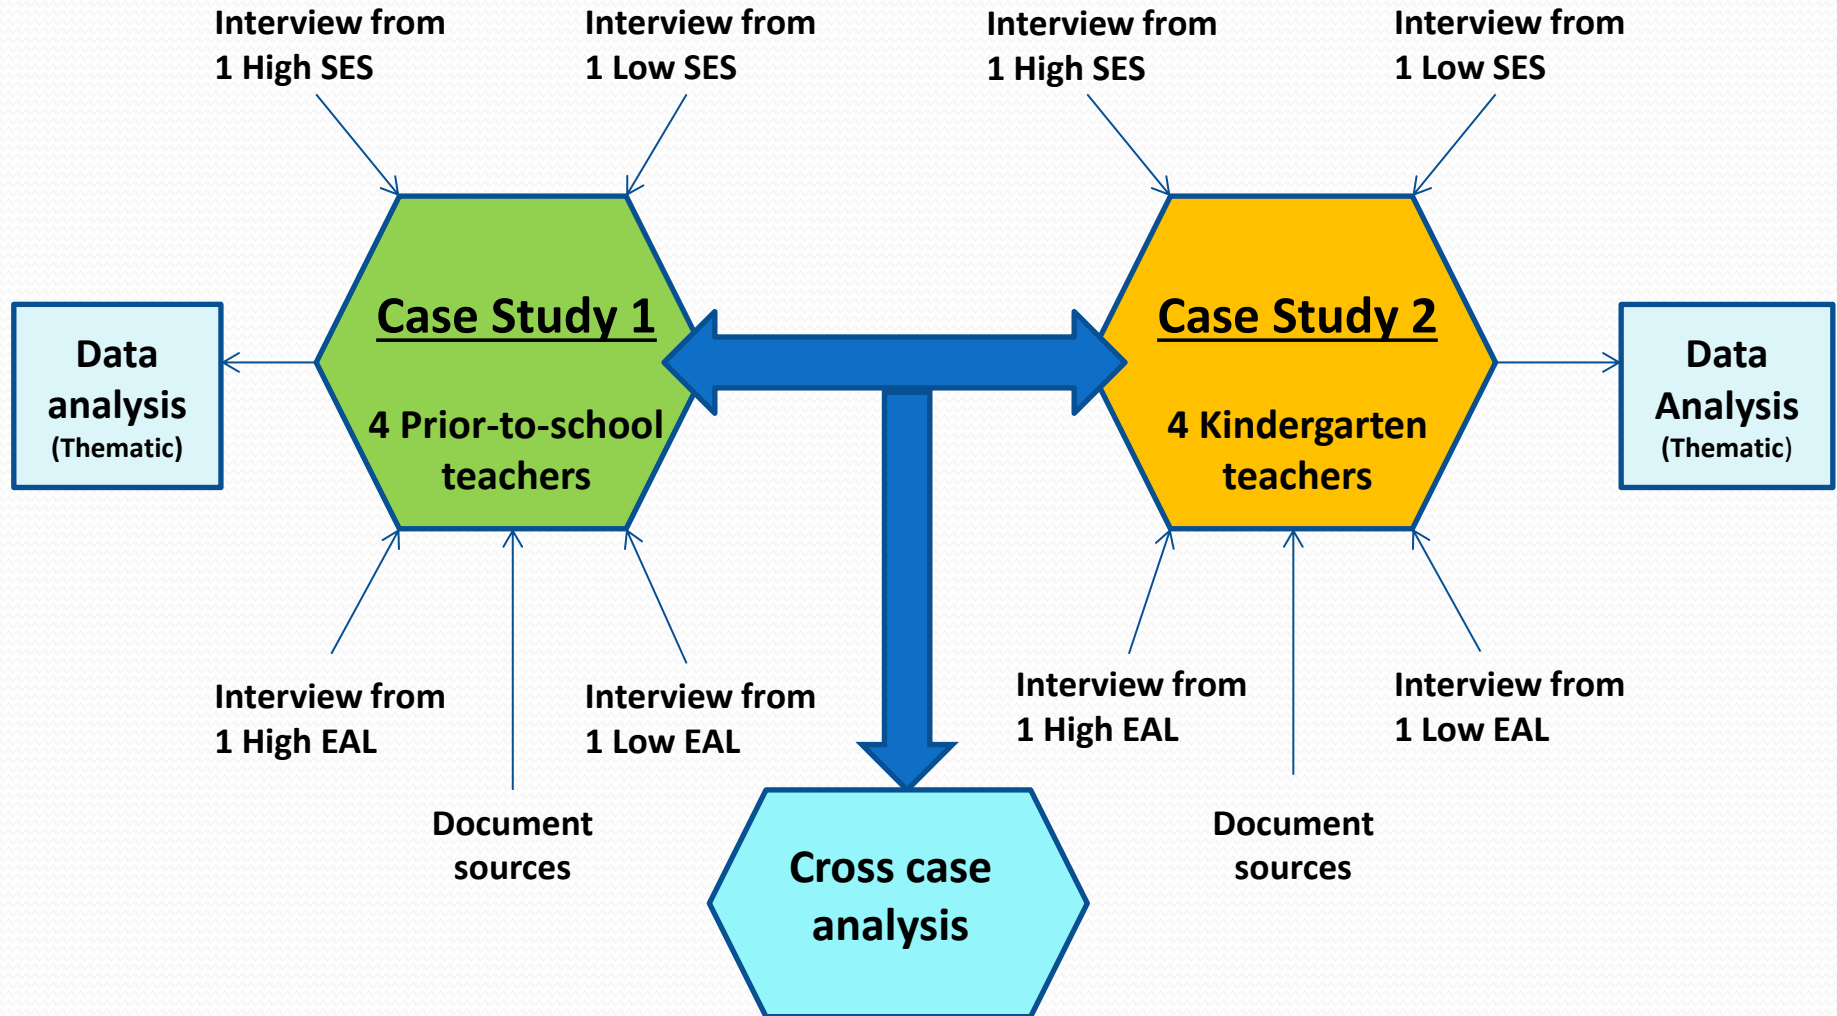 Interview from
1 High SES
Interview from
1 Low SES
Interview from
1 High SES
Interview from
1 Low SES
Data
analysis
(Thematic)
Case Study 1
4 Prior-to-school
teachers
Case Study 2
4 Kindergarten
teachers
Data
Analysis
(Thematic)
Interview from
1 High EAL
Interview from
1 Low EAL
Interview from
1 High EAL
Interview from
1 Low EAL
Document
sources
Document
sources
Cross case
analysis